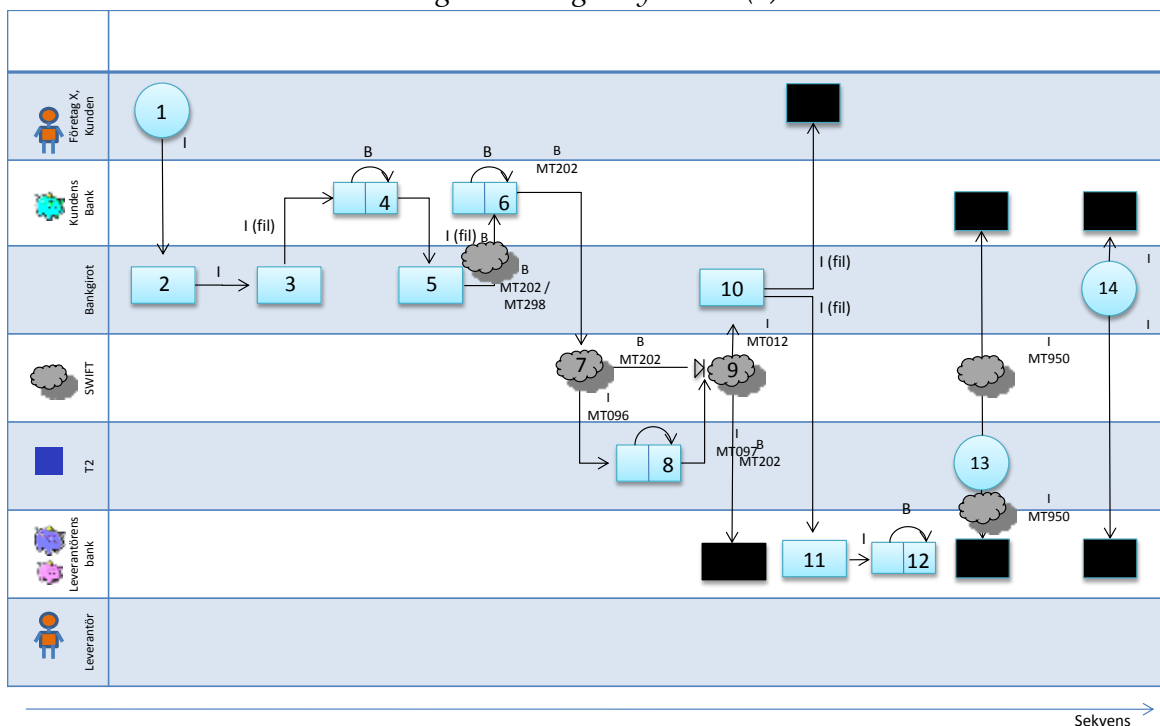 Företag X,
Kunden
1
I
Kundens
Bank
B
4
B
6
B
MT202
I (fil)
I (fil)
B
Bankgirot
2
I
3
5
B
MT202 /
MT298
10
I (fil)
I (fil)
14
I
I
I
MT012
SWIFT
7
B
MT202
9
I
MT096
I
MT950
T2
8
I
MT097
B
MT202
13
I
MT950
Leverantörens
bank
11
I
B
12
Leverantör
Sekvens